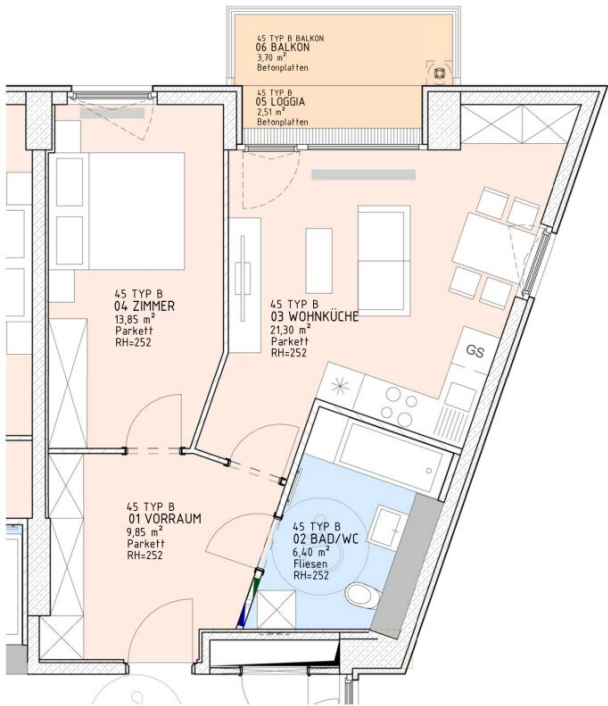 45 TYP B BALKON
06 BALKON
3,70 m²
Betonplatten
45 TYP B
05 LOGGIA
2,51 m²
Betonplatten
45 TYP B
04 ZIMMER
13,85 m²
Parkett
RH=252
45 TYP B
03 WOHNKÜCHE
21,30 m²
Parkett
RH=252
GS
45 TYP B
01 VORRAUM
9,85 m²
Parkett
RH=252
45 TYP B
02 BAD/WC
6,40 m²
Fliesen
RH=252